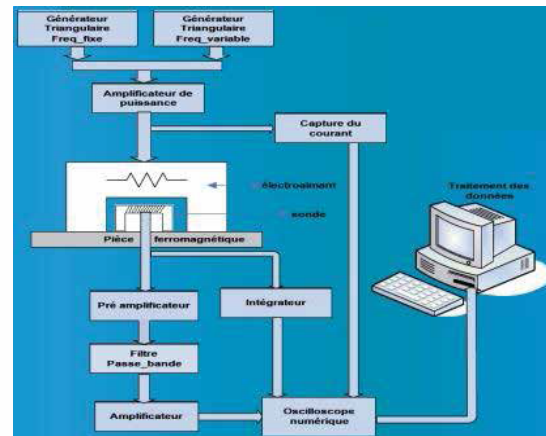 Générateur
Triangulaire
Freq_fixe
Générateur
Triangulaire
Freq_variable
Amplificateur de
puissance
Capture du
courant
électroaimant
sonde
Traitement des
données
Pièce ferromagnétique
Pré amplificateur
Intégrateur
Filtre
Passe_bande
Amplificateur
Oscilloscope
numérique